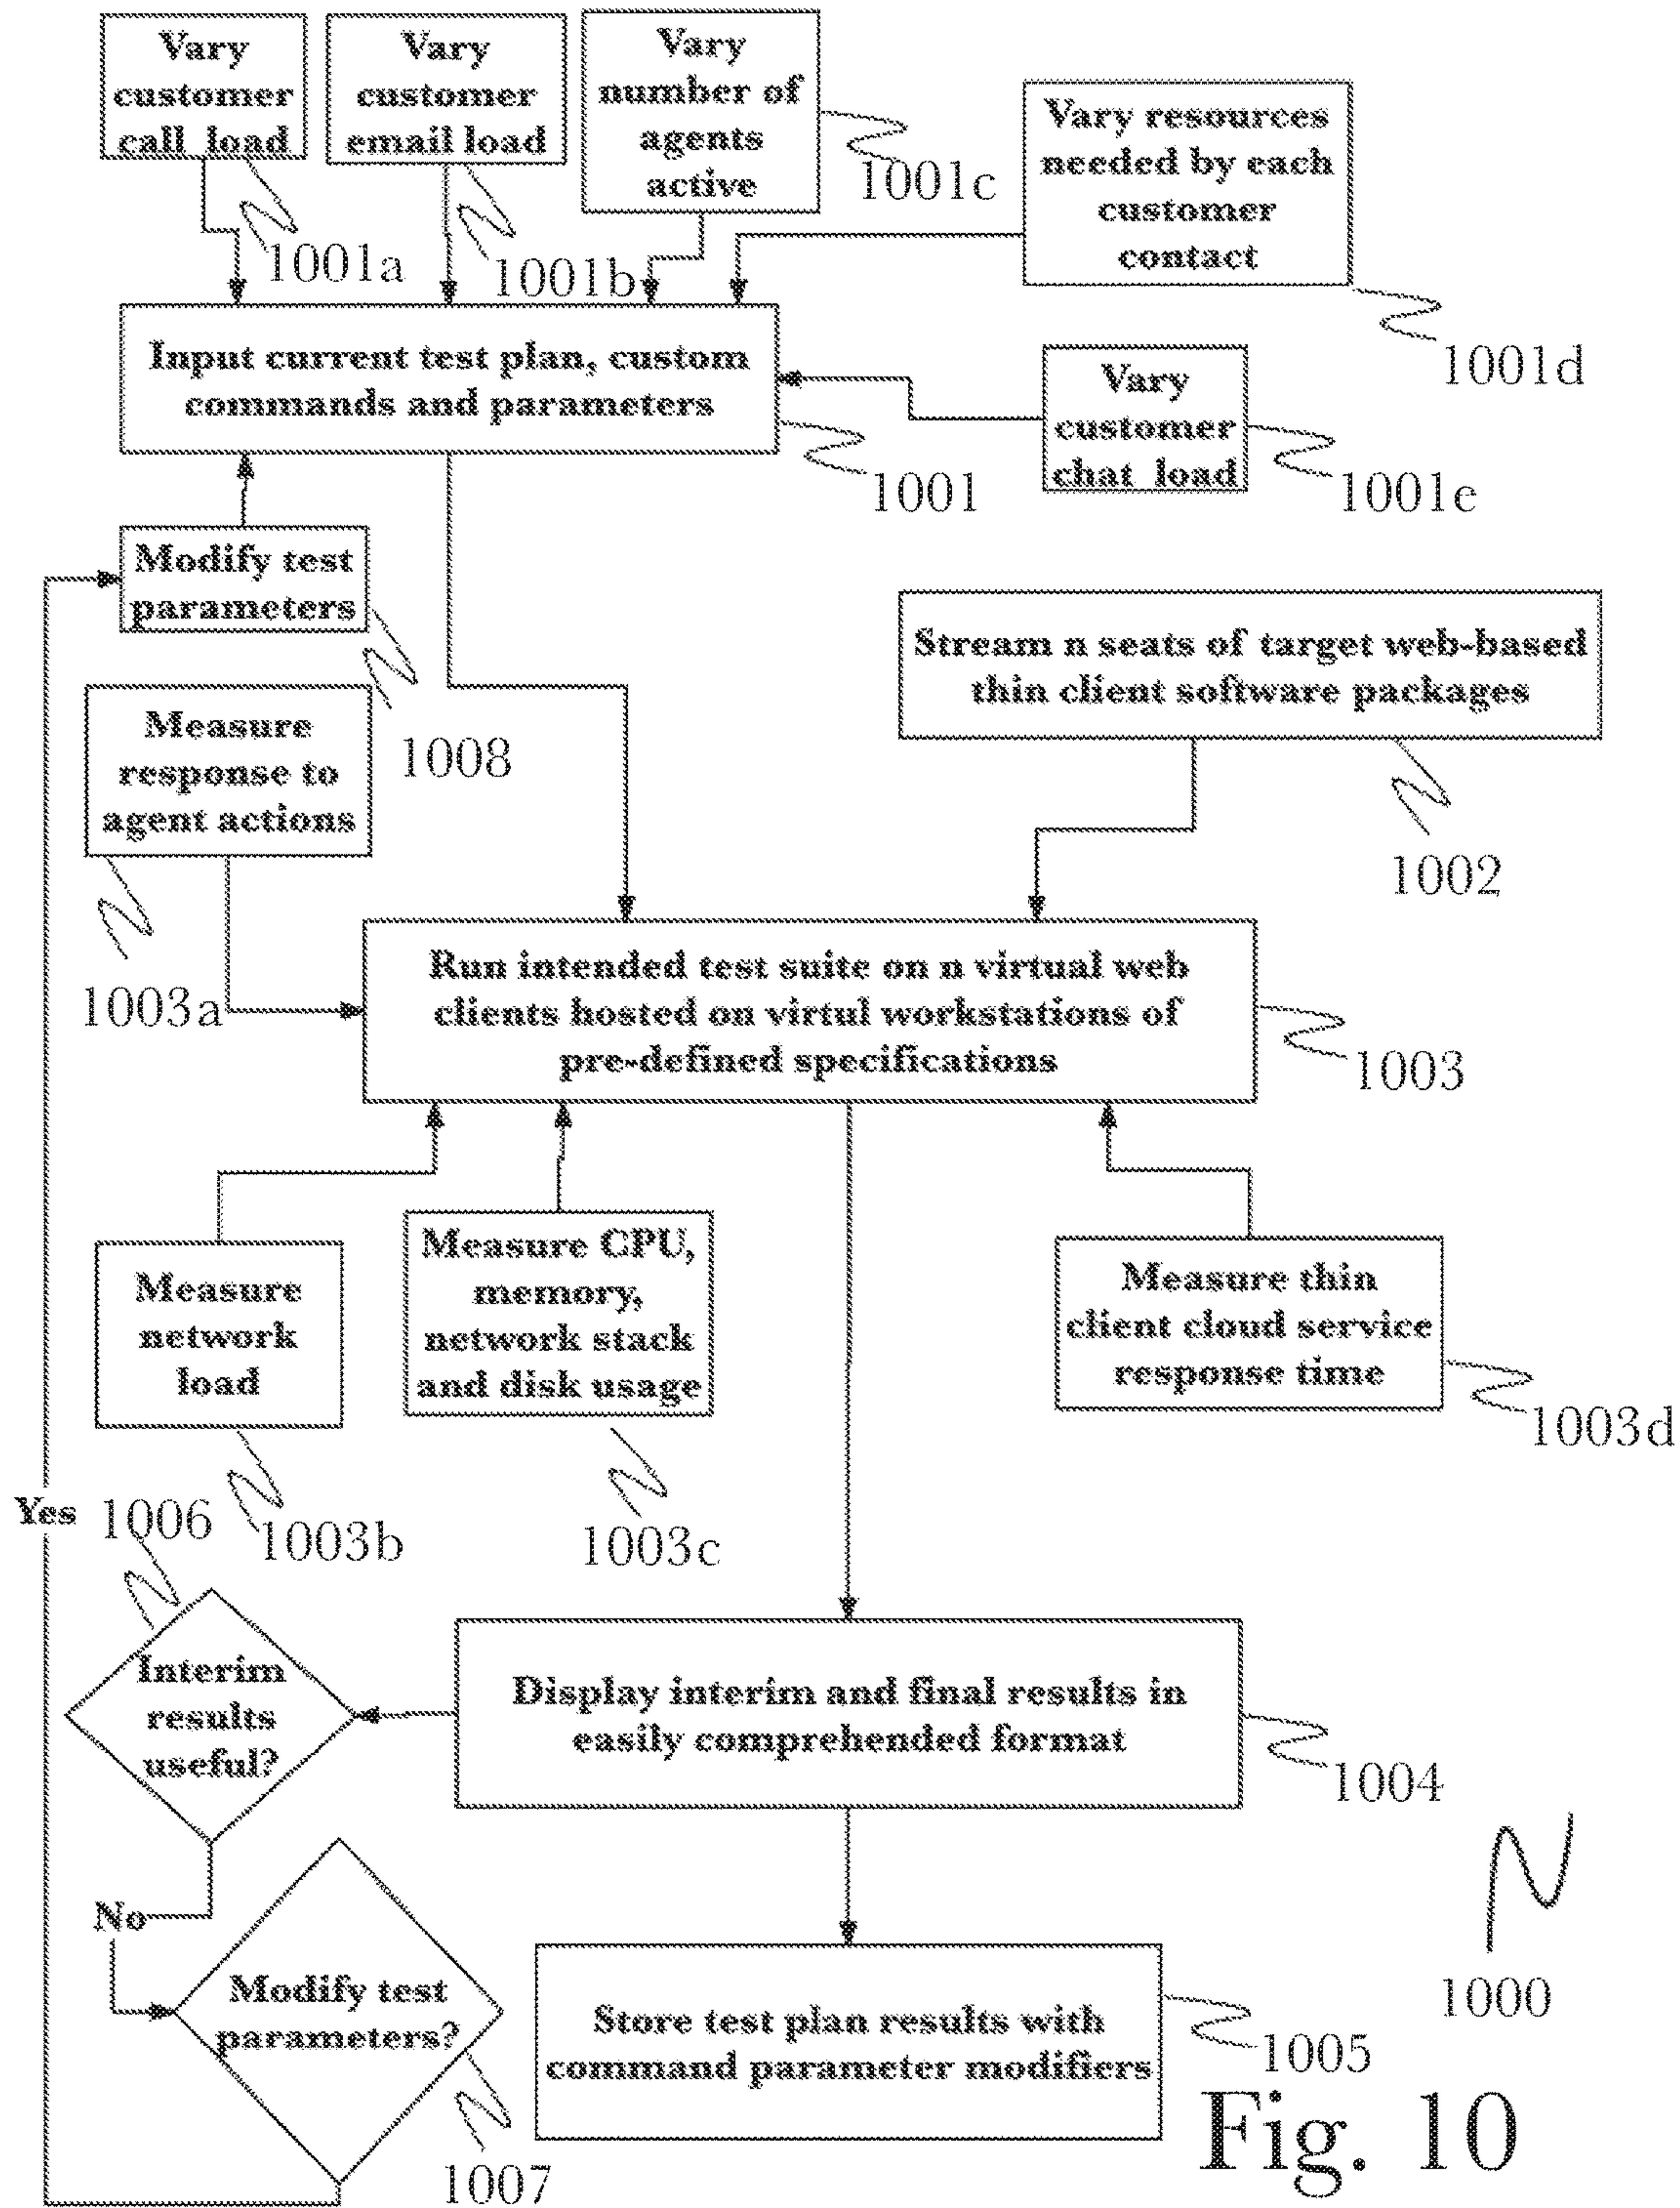 Vary
customer
call load
1001a
Vary
customer
email load
1001b
Vary
number of
agents
active
1001c
Vary resources
needed by each
customer
contact
1001d
Input current test plan, custom
commands and parameters
1001
Vary
customer
chat load
1001e
Modify test
parameters
1008
Stream n seats of target web-based
thin client software packages
1002
Measure
response to
agent actions
1003a
Run intended test suite on n virtual web
clients hosted on virtul workstations of
pre-defined specifications
1003
Measure
network
load
1003b
Measure CPU,
memory,
network stack
and disk usage
1003c
Measure thin
client cloud service
response time
1003d
Yes
1006
Interim
results
useful?
Display interim and final results in
easily comprehended format
1004
No
Modify test
parameters?
1007
Store test plan results with
command parameter modifiers
1005
1000
Fig. 10